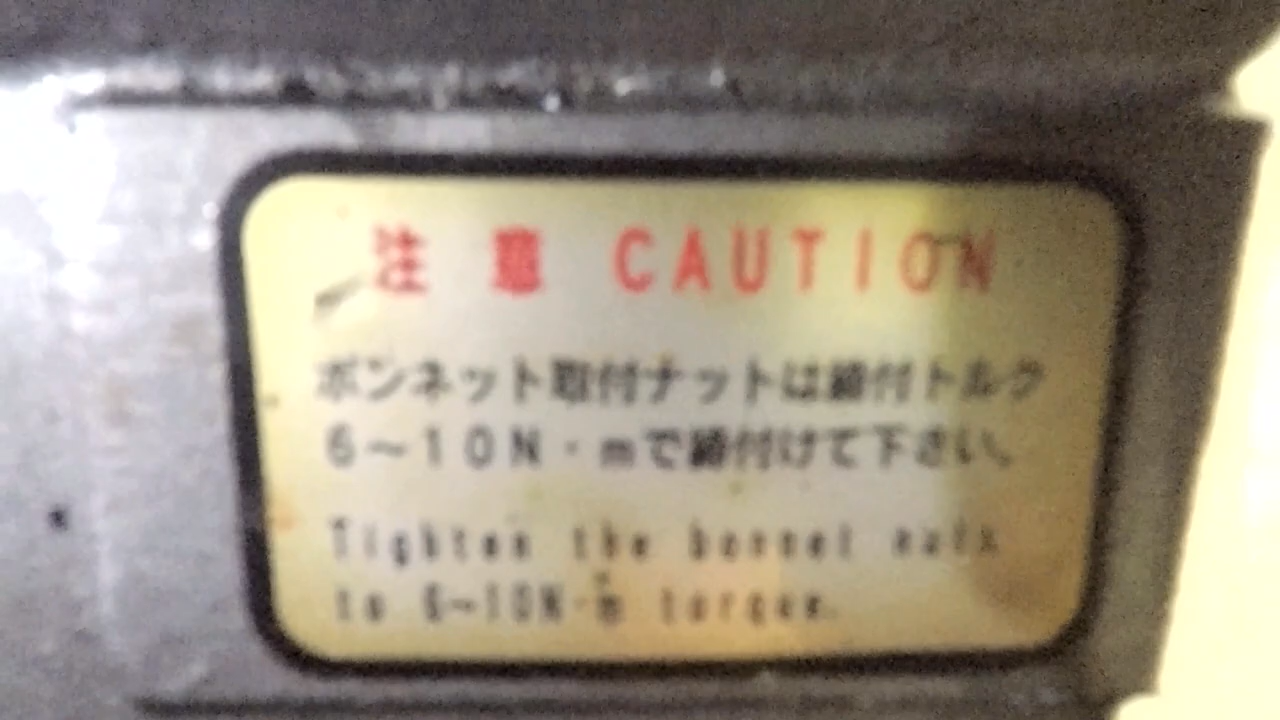 注 意 CAUTION
ボンネット取付ナットは締付トルク
6～10N・mで締付けて下さい。
Tighten the bonnet nuts
to 6~10N·m torque.